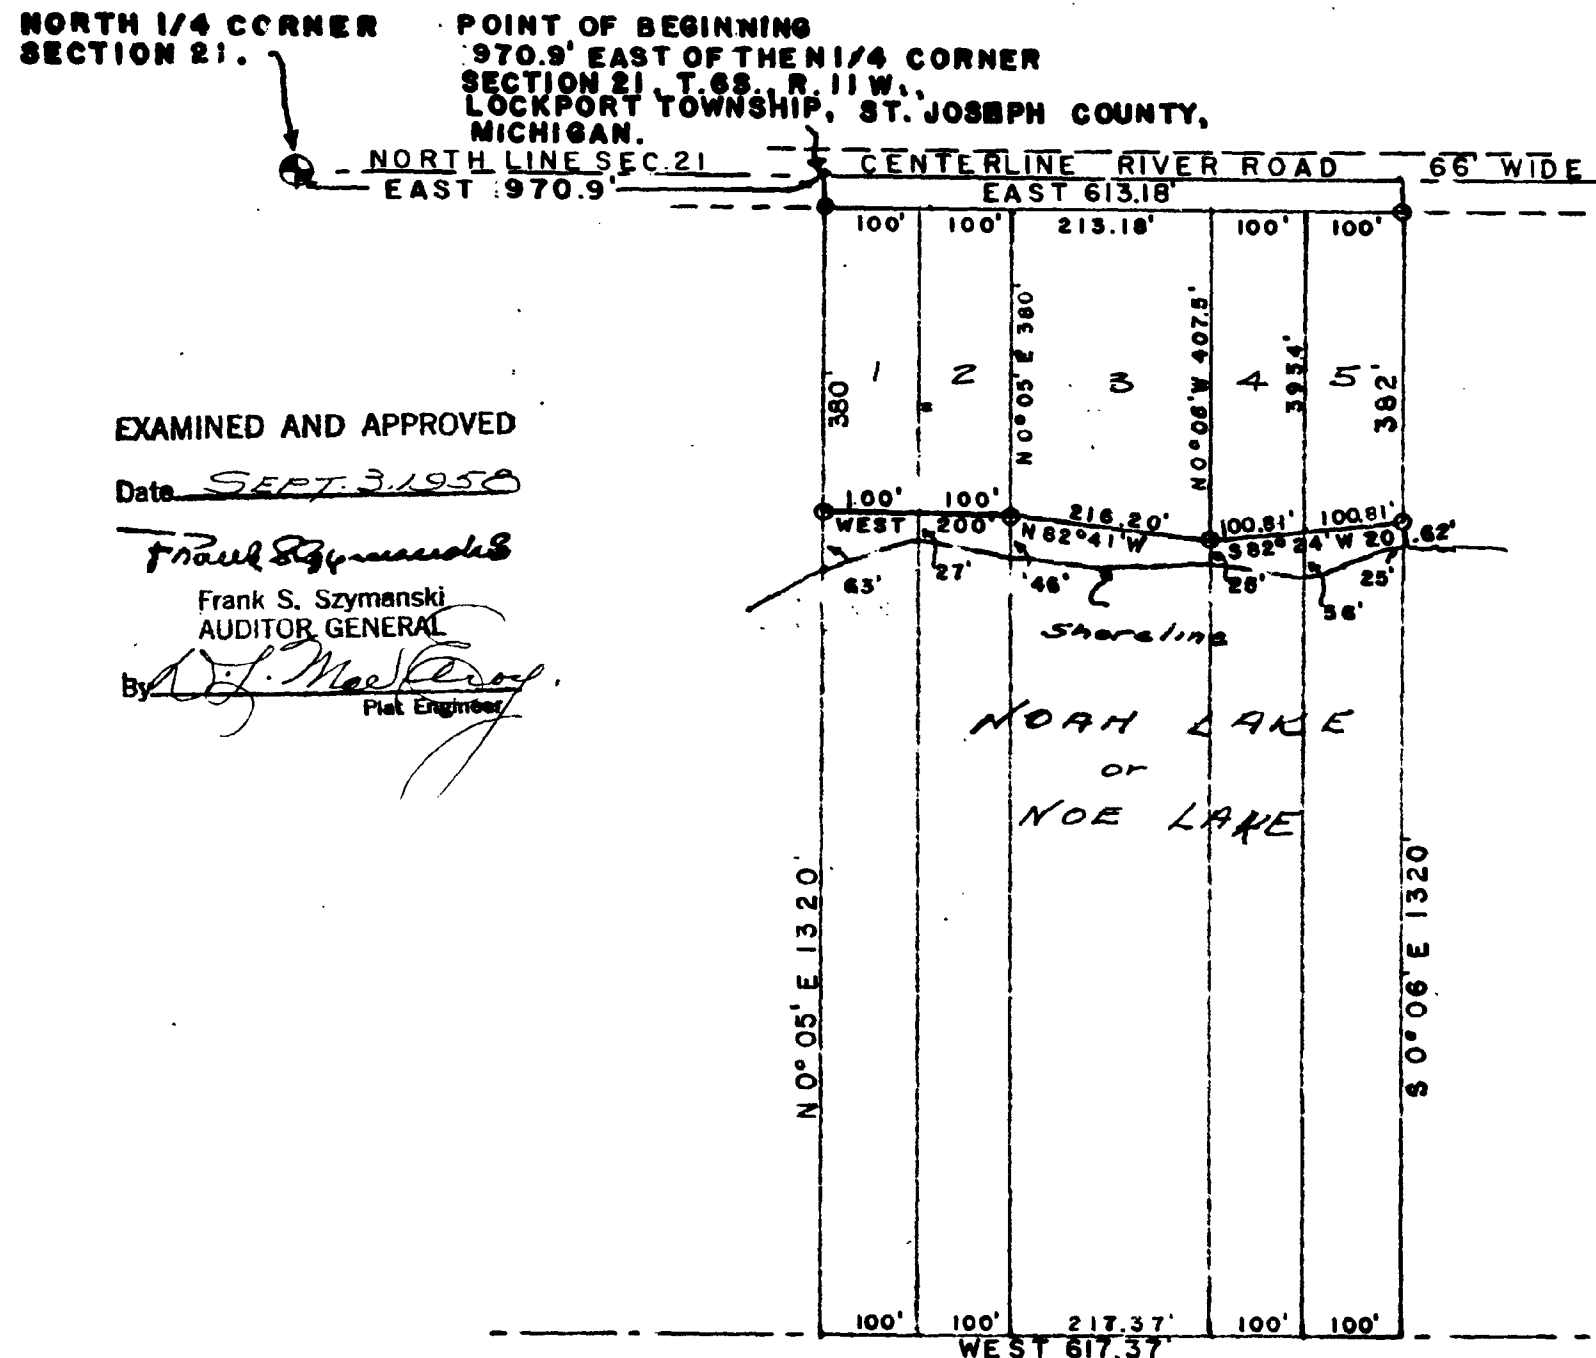 NORTH 1/4 CORNER
SECTION 21.
POINT OF BEGINNING
970.9' EAST OF THE N 1/4 CORNER
SECTION 21, T.6S., R.11 W.,
LOCKPORT TOWNSHIP, ST. JOSEPH COUNTY,
MICHIGAN.
NORTH LINE SEC. 21
EAST 970.9'
CENTERLINE RIVER ROAD
66' WIDE
EAST 613.18'
100' 100' 213.18' 100' 100'
380'
1
2
N 0° 05' E 380'
3
N 0° 06' W 407.5'
4
395.4'
5
382'
EXAMINED AND APPROVED
Date SEPT. 3. 1958
Frank S. Szymanski
Frank S. Szymanski
AUDITOR GENERAL
By
Plat Engineer
100' 100' 216.20' 100.81' 100.81'
WEST 200' N 82° 41' W S 82° 24' W 201.62'
63' 27' 46' 28' 36' 25'
Shoreline
NOAH LAKE
or
NOE LAKE
N 0° 05' E 1320'
S 0° 06' E 1320'
100' 100' 217.37' 100' 100'
WEST 617.37'